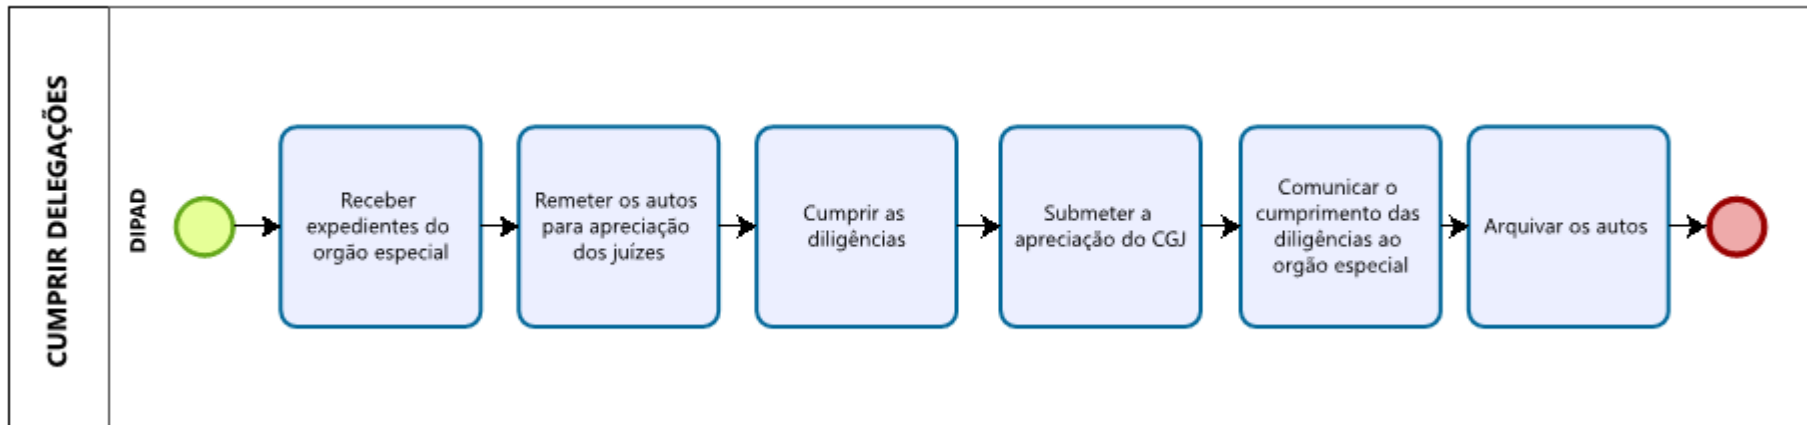 CUMPRIR DELEGAÇÕES
DIPAD
Receber
expedientes do
orgão especial
Remeter os autos
para apreciação
dos juízes
Cumprir as
diligências
Submeter a
apreciação do CGJ
Comunicar o
cumprimento das
diligências ao
orgão especial
Arquivar os autos